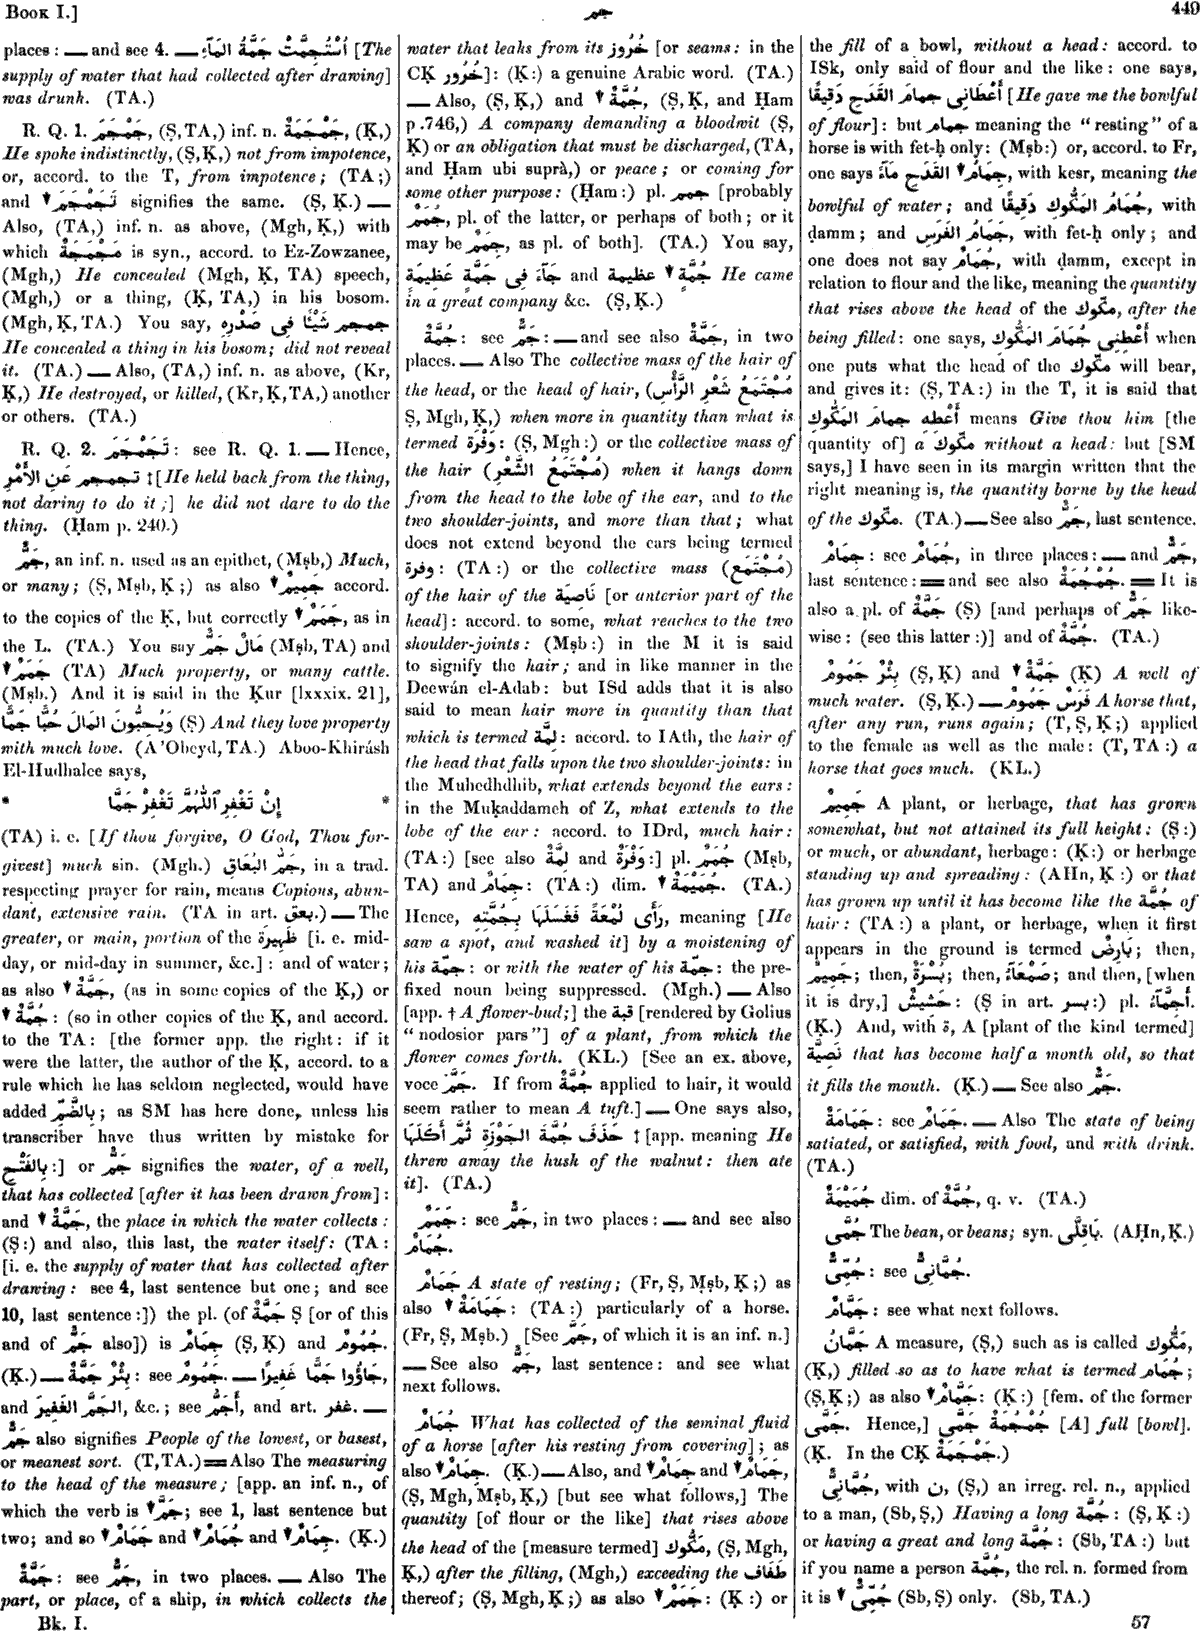 BOOK I.]
جم
449
places: — and see 4. — اُسْتُجِمَّتْ جَمَّةُ المَآءِ [The
supply of water that had collected after drawing]
was drunk. (TA.)
R. Q. 1. جَمْجَمَ, (Ṣ, TA,) inf. n. جَمْجَمَةٌ, (Ḳ,)
He spoke indistinctly, (Ṣ, Ḳ,) not from impotence,
or, accord. to the T, from impotence; (TA;)
and ↓ تَجَمْجَمَ signifies the same. (Ṣ, Ḳ.) —
Also, (TA,) inf. n. as above, (Mgh, Ḳ,) with
which مَجْمَجَةٌ is syn., accord. to Ez-Zowzanee,
(Mgh,) He concealed (Mgh, Ḳ, TA) speech,
(Mgh,) or a thing, (Ḳ, TA,) in his bosom.
(Mgh, Ḳ, TA.) You say, جمجم شَيْئًا فِى صَدْرِهِ
He concealed a thing in his bosom; did not reveal
it. (TA.) — Also, (TA,) inf. n. as above, (Kr,
Ḳ,) He destroyed, or killed, (Kr, Ḳ, TA,) another
or others. (TA.)
R. Q. 2. تَجَمْجَمَ: see R. Q. 1. — Hence,
تجمجم عَنِ الأَمْرِ ‡ [He held back from the thing,
not daring to do it;] he did not dare to do the
thing. (Ḥam p. 240.)
جَمٌّ, an inf. n. used as an epithet, (Mṣb,) Much,
or many; (Ṣ, Mṣb, Ḳ;) as also ↓ جَمِيمٌ accord.
to the copies of the Ḳ, but correctly ↓ جَمَمٌ, as in
the L. (TA.) You say مَالٌ جَمٌّ (Mṣb, TA) and
↓ جَمَمٌ (TA) Much property, or many cattle.
(Mṣb.) And it is said in the Ḳur [lxxxix. 21],
وَيُحِبُّونَ المَالَ حُبًّا جَمًّا (Ṣ) And they love property
with much love. (A 'Obeyd, TA.) Aboo-Khirásh
El-Hudhalee says,
* إِنْ تَغْفِرِ ٱللّٰهُمَّ تَغْفِرْ جَمَّا *
(TA) i. e. [If thou forgive, O God, Thou for-
givest] much sin. (Mgh.) جَمُّ البُعَاقِ, in a trad.
respecting prayer for rain, means Copious, abun-
dant, extensive rain. (TA in art. بعق.) — The
greater, or main, portion of the ظَهِيرَة [i. e. mid-
day, or mid-day in summer, &c.]: and of water;
as also ↓ جَمَّةٌ, (as in some copies of the Ḳ,) or
↓ جُمَّةٌ: (so in other copies of the Ḳ, and accord.
to the TA: [the former app. the right: if it
were the latter, the author of the Ḳ, accord. to a
rule which he has seldom neglected, would have
added بِالضَّمِّ; as SM has here done, unless his
transcriber have thus written by mistake for
بِالفَتْحِ:] or جَمٌّ signifies the water, of a well,
that has collected [after it has been drawn from]:
and ↓ جَمَّةٌ, the place in which the water collects:
(Ṣ:) and also, this last, the water itself: (TA:
[i. e. the supply of water that has collected after
drawing: see 4, last sentence but one; and see
10, last sentence:]) the pl. (of جَمَّةٌ Ṣ [or of this
and of جَمٌّ also]) is جِمَامٌ (Ṣ, Ḳ) and جُمُومٌ.
(Ḳ.) — بِئْرٌ جَمَّةٌ: see جَمُومٌ. — جَاؤُوا جَمًّا غَفِيرًا,
and الجَمَّ الغَفِيرَ, &c.; see أَجَمُّ, and art. غفر. —
جَمٌّ also signifies People of the lowest, or basest,
or meanest sort. (T, TA.) = Also The measuring
to the head of the measure; [app. an inf. n., of
which the verb is ↓ جَمَّ; see 1, last sentence but
two; and so ↓ جَمَامٌ and ↓ جُمَامٌ and ↓ جِمَامٌ. (Ḳ.)
جَمَّةٌ: see جَمٌّ, in two places. — Also The
part, or place, of a ship, in which collects the
Bk. I.
water that leaks from its خُرُوز [or seams: in the
CḲ خُرُور]: (Ḳ:) a genuine Arabic word. (TA.)
— Also, (Ṣ, Ḳ,) and ↓ جُمَّةٌ, (Ṣ, Ḳ, and Ḥam
p. 746,) A company demanding a bloodwit (Ṣ,
Ḳ) or an obligation that must be discharged, (TA,
and Ḥam ubi suprà,) or peace; or coming for
some other purpose: (Ḥam:) pl. جمم [probably
جُمَمٌ, pl. of the latter, or perhaps of both; or it
may be جِمَمٌ, as pl. of both]. (TA.) You say,
جَآءَ فِى جَمَّةٍ عَظِيمَةٍ and ↓ جُمَّةٍ عظيمة He came
in a great company &c. (Ṣ, Ḳ.)
جُمَّةٌ: see جَمٌّ: — and see also جَمَّةٌ, in two
places. — Also The collective mass of the hair of
the head, or the head of hair, (مُجْتَمَعُ شَعْرِ الرَّأْسِ,
Ṣ, Mgh, Ḳ,) when more in quantity than what is
termed وَفْرَة: (Ṣ, Mgh:) or the collective mass of
the hair (مُجْتَمَعُ الشَّعْرِ) when it hangs down
from the head to the lobe of the ear, and to the
two shoulder-joints, and more than that; what
does not extend beyond the ears being termed
وفرة: (TA:) or the collective mass (مُجْتَمَع)
of the hair of the نَاصِيَة [or anterior part of the
head]: accord. to some, what reaches to the two
shoulder-joints: (Mṣb:) in the M it is said
to signify the hair; and in like manner in the
Deewán el-Adab: but ISd adds that it is also
said to mean hair more in quantity than that
which is termed لِمَّة: accord. to IAth, the hair of
the head that falls upon the two shoulder-joints: in
the Muhedhdhib, what extends beyond the ears:
in the Muḳaddameh of Z, what extends to the
lobe of the ear: accord. to IDrd, much hair:
(TA:) [see also لِمَّةٌ and وَفْرَةٌ:] pl. جُمَمٌ (Mṣb,
TA) and جِمَامٌ: (TA:) dim. ↓ جُمَيْمَةٌ. (TA.)
Hence, رَأَى لُمْعَةً فَغَسَلَهَا بِجُمَّتِهِ, meaning [He
saw a spot, and washed it] by a moistening of
his جمّة: or with the water of his جمّة: the pre-
fixed noun being suppressed. (Mgh.) — Also
[app. † A flower-bud;] the قبة [rendered by Golius
"nodosior pars"] of a plant, from which the
flower comes forth. (KL.) [See an ex. above,
voce جَمَّ. If from جُمَّةٌ applied to hair, it would
seem rather to mean A tuft.] — One says also,
حَذَفَ جُمَّةَ الجَوْزَةِ ثُمَّ أَكَلَهَا ‡ [app. meaning He
threw away the husk of the walnut: then ate
it]. (TA.)
جَمَمٌ: see جَمٌّ, in two places: — and see also
جُمَامٌ.
جَمَامٌ A state of resting; (Fr, Ṣ, Mṣb, Ḳ;) as
also ↓ جَمَامَةٌ: (TA:) particularly of a horse.
(Fr, Ṣ, Mṣb.) [See جَمَّ, of which it is an inf. n.]
— See also جَمٌّ, last sentence: and see what
next follows.
جُمَامٌ What has collected of the seminal fluid
of a horse [after his resting from covering]; as
also ↓ جِمَامٌ. (Ḳ.) — Also, and ↓ جِمَامٌ and ↓ جَمَامٌ,
(Ṣ, Mgh, Mṣb, Ḳ,) [but see what follows,] The
quantity [of flour or the like] that rises above
the head of the [measure termed] مَكُّوك, (Ṣ, Mgh,
Ḳ,) after the filling, (Mgh,) exceeding the طَفَاف
thereof; (Ṣ, Mgh, Ḳ;) as also ↓ جَمَمٌ: (Ḳ:) or
the fill of a bowl, without a head: accord. to
ISk, only said of flour and the like: one says,
أَعْطَانِى جمامَ القَدَحِ دَقِيقًا [He gave me the bowlful
of flour]: but جمام meaning the "resting" of a
horse is with fet-ḥ only: (Mṣb:) or, accord. to Fr,
one says جِمَامُ↓ القَدَحِ مَآءً, with kesr, meaning the
bowlful of water; and جُمَامُ المَكُّوكِ دَقِيقًا, with
ḍamm; and جَمَامُ الفَرَسِ, with fet-ḥ only; and
one does not say جُمَامٌ, with ḍamm, except in
relation to flour and the like, meaning the quantity
that rises above the head of the مكّوك, after the
being filled: one says, أَعْطِنِى جُمَامَ المَكُّوكِ when
one puts what the head of the مكّوك will bear,
and gives it: (Ṣ, TA:) in the T, it is said that
أَعْطِهِ جمامَ المَكُّوكِ means Give thou him [the
quantity of] a مكّوك without a head: but [SM
says,] I have seen in its margin written that the
right meaning is, the quantity borne by the head
of the مكّوك. (TA.) — See also جَمٌّ, last sentence.
جِمَامٌ: see جُمَامٌ, in three places: — and جَمٌّ,
last sentence: = and see also جُمْجُمَةٌ. = It is
also a pl. of جَمَّةٌ (Ṣ) [and perhaps of جَمٌّ like-
wise: (see this latter:)] and of جُمَّةٌ. (TA.)
بِئْرٌ جَمُومٌ (Ṣ, Ḳ) and ↓ جَمَّةٌ (Ḳ) A well of
much water. (Ṣ, Ḳ.) — فَرَسٌ جَمُومٌ A horse that,
after any run, runs again; (T, Ṣ, Ḳ;) applied
to the female as well as the male: (T, TA:) a
horse that goes much. (KL.)
جَمِيمٌ A plant, or herbage, that has grown
somewhat, but not attained its full height: (Ṣ:)
or much, or abundant, herbage: (Ḳ:) or herbage
standing up and spreading: (AḤn, Ḳ:) or that
has grown up until it has become like the جُمَّة of
hair: (TA:) a plant, or herbage, when it first
appears in the ground is termed بَارِضٌ; then,
جَمِيمٌ; then, بُسْرَةٌ; then, صَمْعَآءُ; and then, [when
it is dry,] حَشِيشٌ: (Ṣ in art. بسر:) pl. أَجِمَّآءُ.
(Ḳ.) And, with ة, A [plant of the kind termed]
نَصِيَّة that has become half a month old, so that
it fills the mouth. (Ḳ.) — See also جَمٌّ.
جَمَامَةٌ: see جَمَامٌ. — Also The state of being
satiated, or satisfied, with food, and with drink.
(TA.)
جُمَيْمَةٌ dim. of جُمَّةٌ, q. v. (TA.)
جُمَّى The bean, or beans; syn. بَاقِلَّى. (AḤn, Ḳ.)
جُمِّىٌّ: see جُمَّانِىٌّ.
جَمَّامٌ: see what next follows.
جَمَّانُ A measure, (Ṣ,) such as is called مَكُّوك,
(Ḳ,) filled so as to have what is termed جُمَام;
(Ṣ, Ḳ;) as also ↓ جَمَّامٌ: (Ḳ:) [fem. of the former
جَمَّى. Hence,] جُمْجُمَةٌ جَمَّى [A] full [bowl].
(Ḳ. In the CḲ جَمْجَمَةٌ.)
جُمَّانِىٌّ, with ن, (Ṣ,) an irreg. rel. n., applied
to a man, (Sb, Ṣ,) Having a long جُمَّة: (Ṣ, Ḳ:)
or having a great and long جُمَّة: (Sb, TA:) but
if you name a person جُمَّة, the rel. n. formed from
it is ↓ جُمِّىٌّ (Sb, Ṣ) only. (Sb, TA.)
57